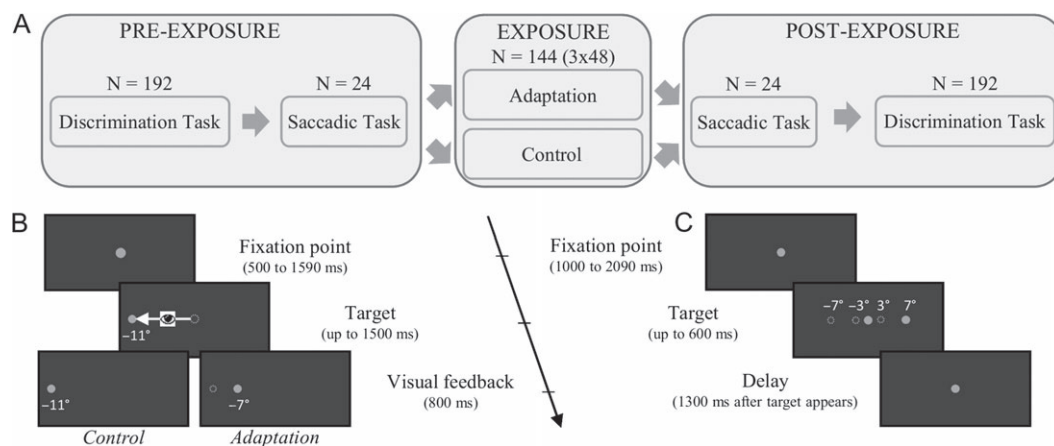 A
PRE-EXPOSURE
N = 192
Discrimination Task
N = 24
Saccadic Task
EXPOSURE
N = 144 (3x48)
Adaptation
Control
POST-EXPOSURE
N = 24
Saccadic Task
N = 192
Discrimination Task
B
Fixation point
(500 to 1590 ms)
–11°
Target
(up to 1500 ms)
–11°
Control
–7°
Adaptation
Visual feedback
(800 ms)
C
Fixation point
(1000 to 2090 ms)
Target
(up to 600 ms)
–7° –3° 3° 7°
Delay
(1300 ms after target appears)